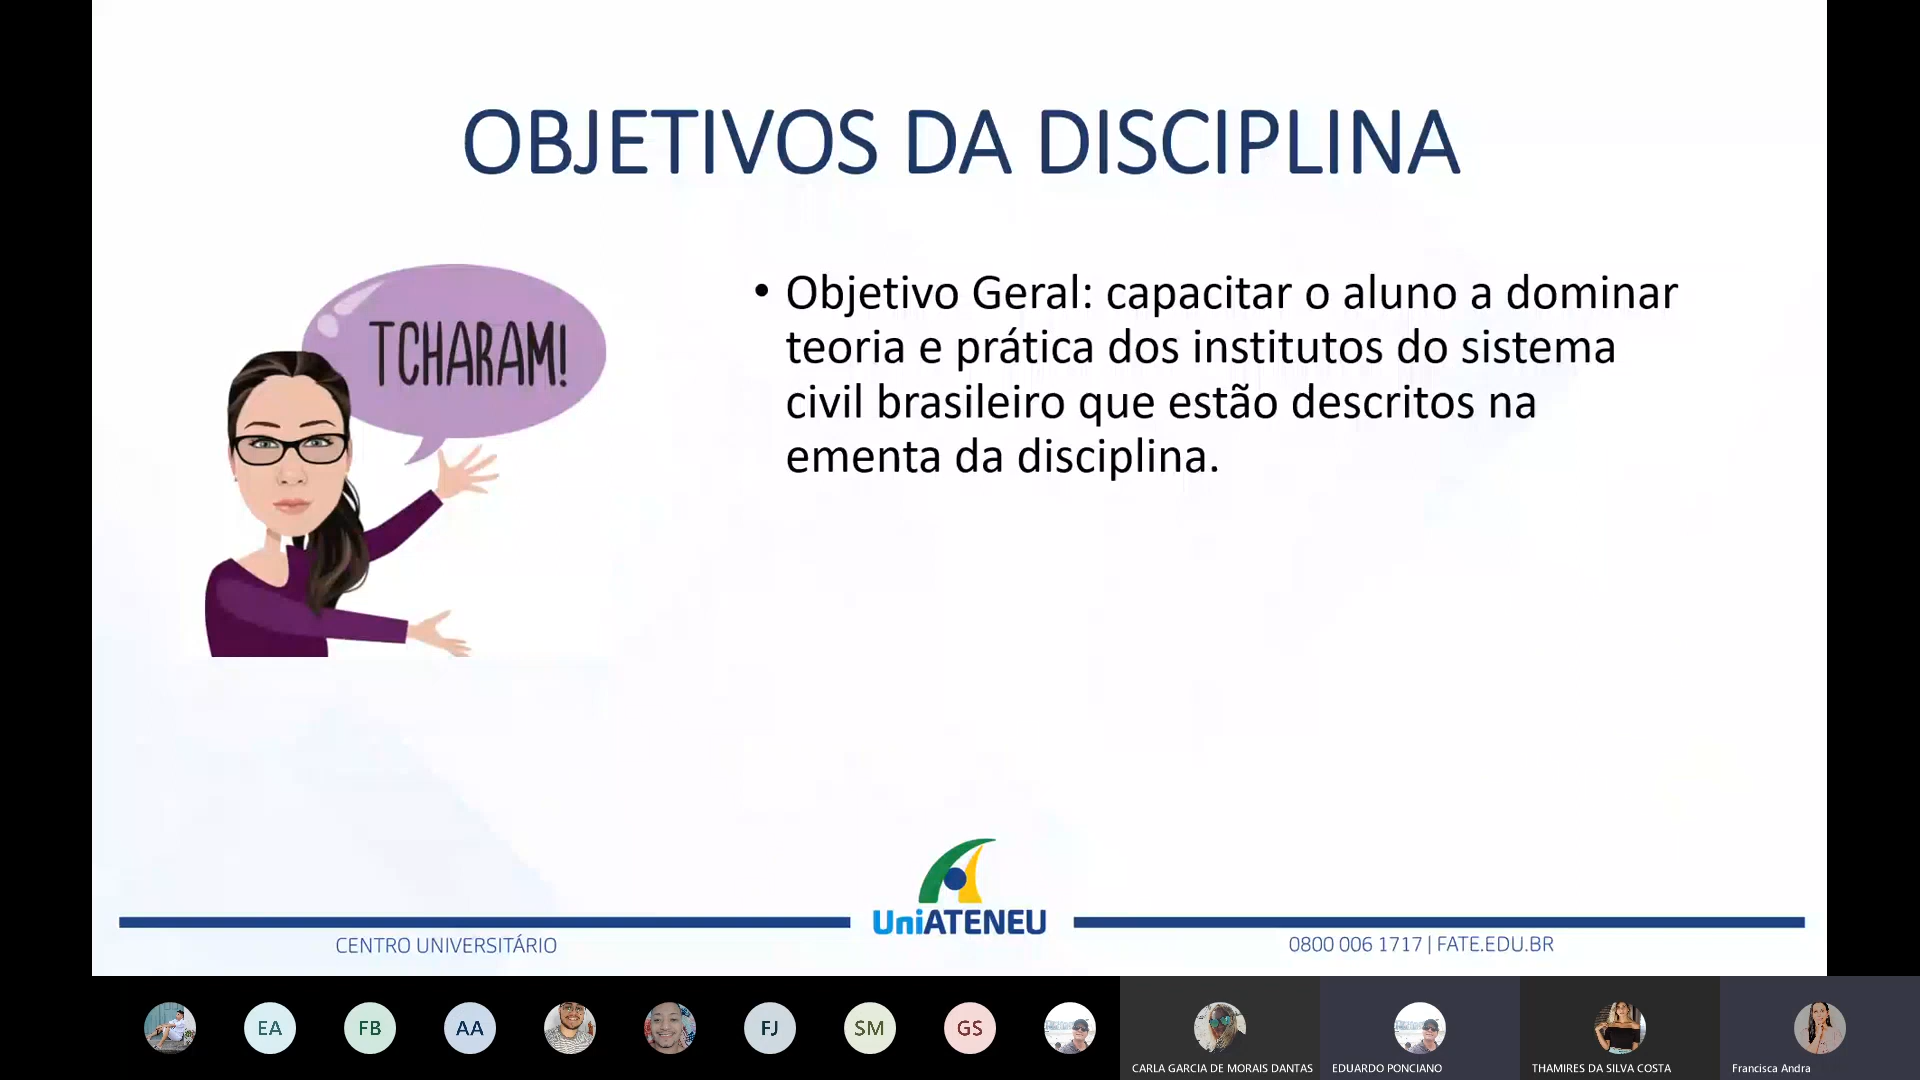 OBJETIVOS DA DISCIPLINA
TCHARAM!
• Objetivo Geral: capacitar o aluno a dominar
teoria e prática dos institutos do sistema
civil brasileiro que estão descritos na
ementa da disciplina.
UniATENEU
CENTRO UNIVERSITÁRIO
0800 006 1717 | FATE.EDU.BR
EA
FB
AA
FJ
SM
GS
CARLA GARCIA DE MORAIS DANTAS
EDUARDO PONCIANO
THAMIRES DA SILVA COSTA
Francisca Andra